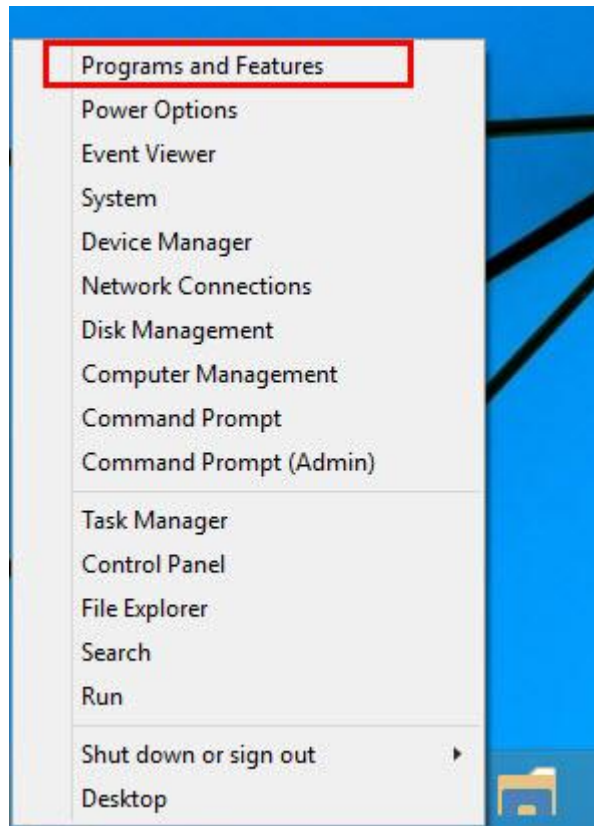 Programs and Features
Power Options
Event Viewer
System
Device Manager
Network Connections
Disk Management
Computer Management
Command Prompt
Command Prompt (Admin)
Task Manager
Control Panel
File Explorer
Search
Run
Shut down or sign out
Desktop